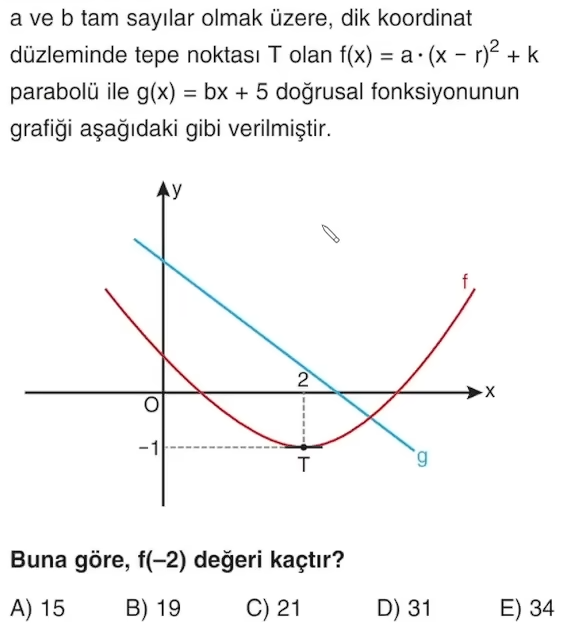 a ve b tam sayılar olmak üzere, dik koordinat
düzleminde tepe noktası T olan f(x) = a · (x – r)² + k
parabolü ile g(x) = bx + 5 doğrusal fonksiyonunun
grafiği aşağıdaki gibi verilmiştir.
y
f
2
x
O
–1
T
g
Buna göre, f(–2) değeri kaçtır?
A) 15 B) 19 C) 21 D) 31 E) 34